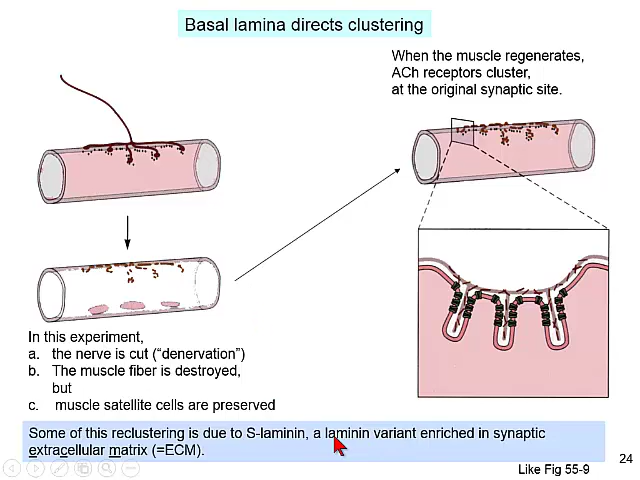 Basal lamina directs clustering
When the muscle regenerates,
ACh receptors cluster,
at the original synaptic site.
In this experiment,
a. the nerve is cut (“denervation”)
b. The muscle fiber is destroyed,
but
c. muscle satellite cells are preserved
Some of this reclustering is due to S-laminin, a laminin variant enriched in synaptic
extracellular matrix (=ECM).
24
Like Fig 55-9